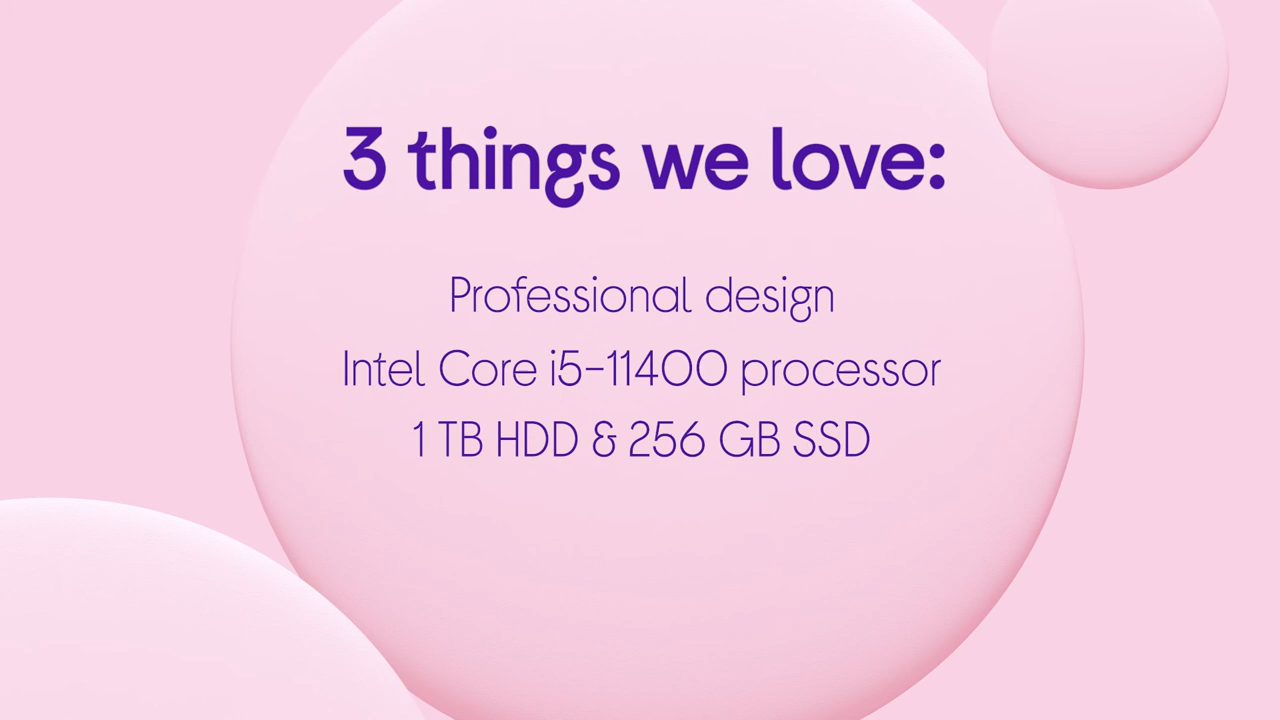 3 things we love:
Professional design
Intel Core i5-11400 processor
1 TB HDD & 256 GB SSD